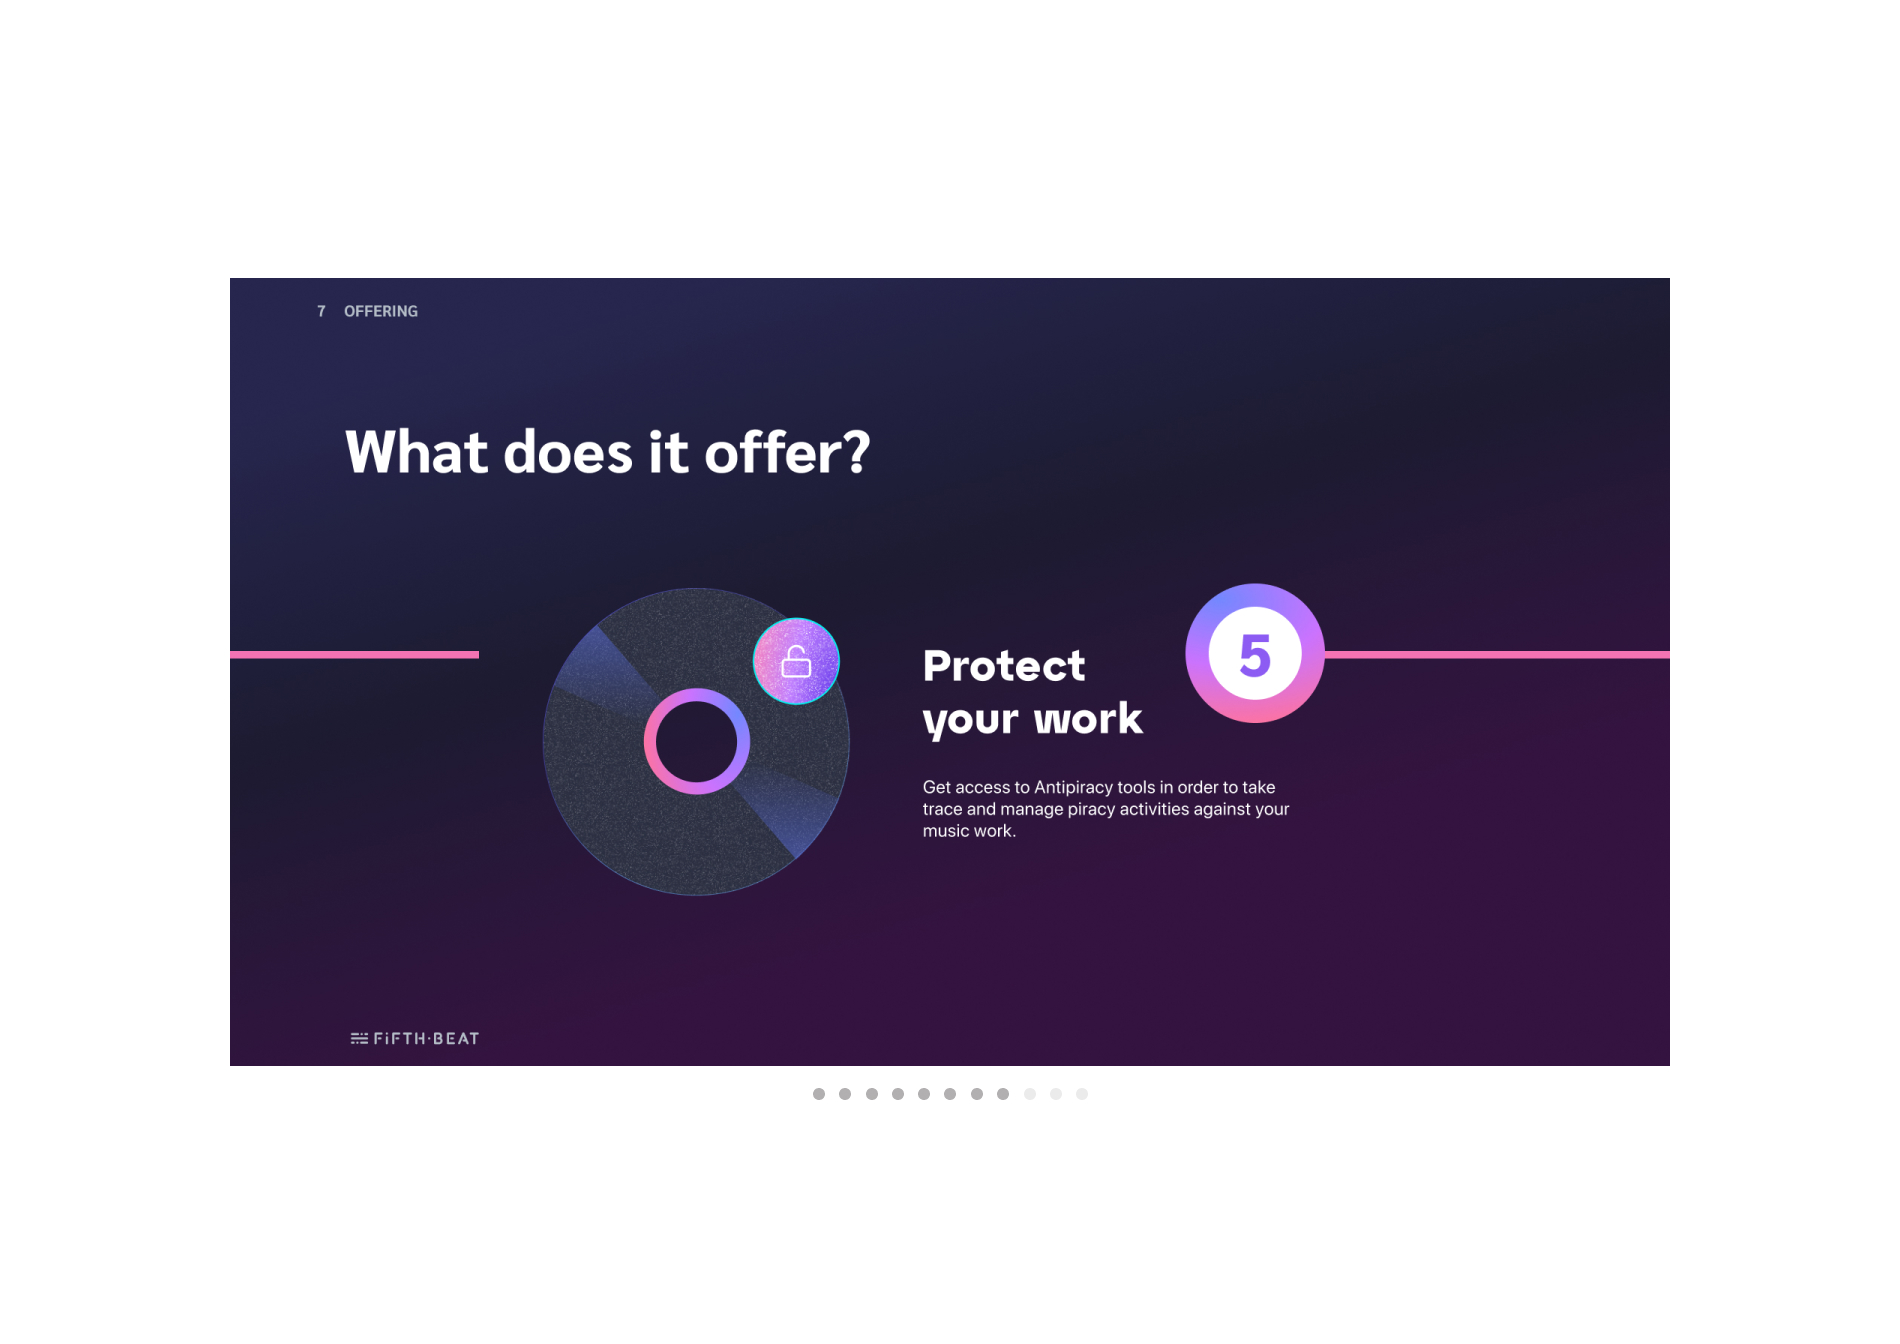 7 OFFERING
What does it offer?
Protect
your work
5
Get access to Antipiracy tools in order to take
trace and manage piracy activities against your
music work.
FiFTH·BEAT